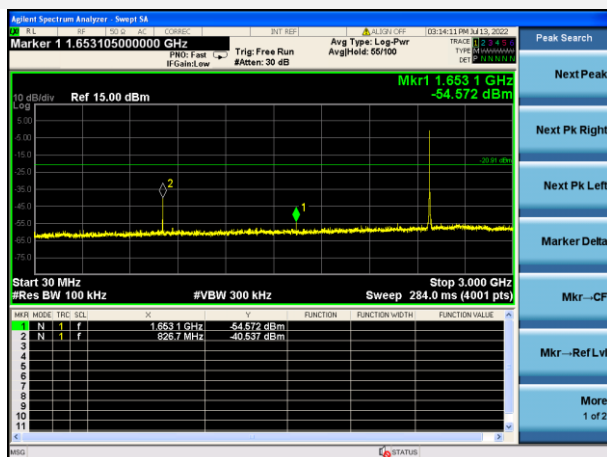 Agilent Spectrum Analyzer - Swept SA
RL RF 50 Ω AC CORREC INT REF ALIGN OFF 03:14:11 PM Jul 13, 2022
Marker 1 1.653105000000 GHz
PNO: Fast
IFGain:Low
Trig: Free Run
#Atten: 30 dB
Avg Type: Log-Pwr
Avg|Hold: 55/100
TRACE 1 2 3 4 5 6
TYPE M
DET P N N N N N
Mkr1 1.653 1 GHz
-54.572 dBm
10 dB/div Ref 15.00 dBm
Log
5.00
-5.00
-15.0
-25.0
-35.0
-45.0
-55.0
-65.0
-75.0
-20.91 dBm
2
1
Start 30 MHz Stop 3.000 GHz
#Res BW 100 kHz #VBW 300 kHz Sweep 284.0 ms (4001 pts)
MKR MODE TRC SCL X Y FUNCTION FUNCTION WIDTH FUNCTION VALUE
1 N 1 f 1.653 1 GHz -54.572 dBm
2 N 1 f 826.7 MHz -40.537 dBm
3
4
5
6
7
8
9
10
11
MSG STATUS
Peak Search
Next Peak
Next Pk Right
Next Pk Left
Marker Delta
Mkr→CF
Mkr→Ref Lvl
More
1 of 2